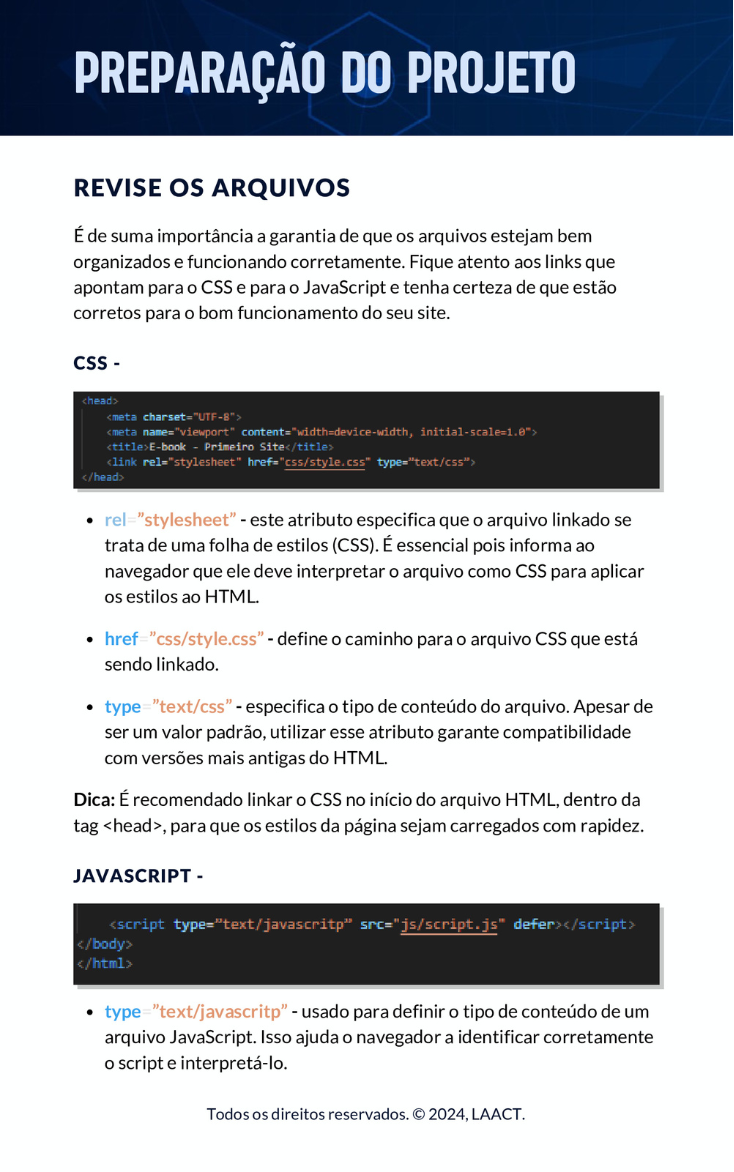 PREPARAÇÃO DO PROJETO
REVISE OS ARQUIVOS
É de suma importância a garantia de que os arquivos estejam bem
organizados e funcionando corretamente. Fique atento aos links que
apontam para o CSS e para o JavaScript e tenha certeza de que estão
corretos para o bom funcionamento do seu site.
CSS -
<head>
<meta charset="UTF-8">
<meta name="viewport" content="width=device-width, initial-scale=1.0">
<title>E-book - Primeiro Site</title>
<link rel="stylesheet" href="css/style.css" type="text/css">
</head>
• rel=”stylesheet” - este atributo especifica que o arquivo linkado se
trata de uma folha de estilos (CSS). É essencial pois informa ao
navegador que ele deve interpretar o arquivo como CSS para aplicar
os estilos ao HTML.
• href=”css/style.css” - define o caminho para o arquivo CSS que está
sendo linkado.
• type=”text/css” - especifica o tipo de conteúdo do arquivo. Apesar de
ser um valor padrão, utilizar esse atributo garante compatibilidade
com versões mais antigas do HTML.
Dica: É recomendado linkar o CSS no início do arquivo HTML, dentro da
tag <head>, para que os estilos da página sejam carregados com rapidez.
JAVASCRIPT -
<script type="text/javascritp" src="js/script.js" defer></script>
</body>
</html>
• type=”text/javascritp” - usado para definir o tipo de conteúdo de um
arquivo JavaScript. Isso ajuda o navegador a identificar corretamente
o script e interpretá-lo.
Todos os direitos reservados. © 2024, LAACT.